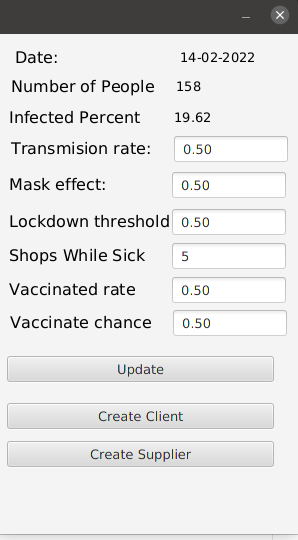 Date: 14-02-2022
Number of People 158
Infected Percent 19.62
Transmision rate: 0.50
Mask effect: 0.50
Lockdown threshold 0.50
Shops While Sick 5
Vaccinated rate 0.50
Vaccinate chance 0.50
Update
Create Client
Create Supplier